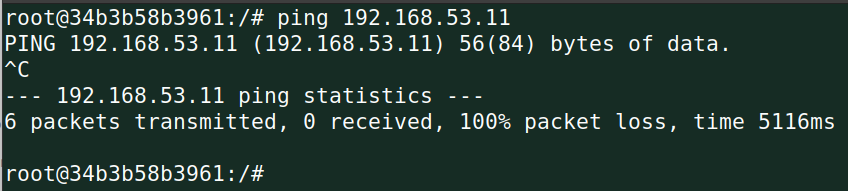 root@34b3b58b3961:/# ping 192.168.53.11
PING 192.168.53.11 (192.168.53.11) 56(84) bytes of data.
^C
--- 192.168.53.11 ping statistics ---
6 packets transmitted, 0 received, 100% packet loss, time 5116ms
root@34b3b58b3961:/#